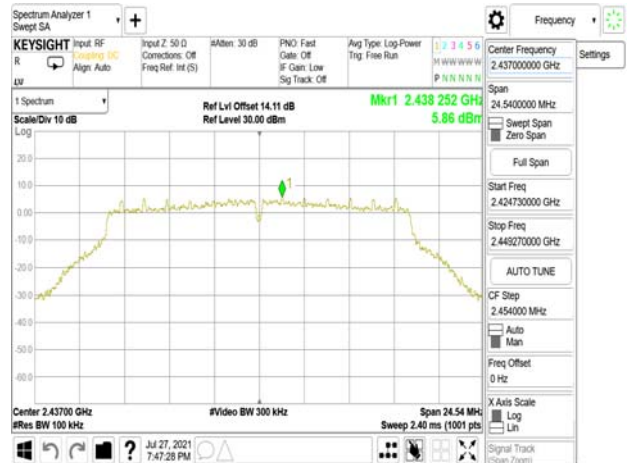 Spectrum Analyzer 1
Swept SA
Frequency
KEYSIGHT
R
Input: RF
Coupling: DC
Align: Auto
Input Z: 50 Ω
Corrections: Off
Freq Ref: Int (S)
#Atten: 30 dB
PNO: Fast
Gate: Off
IF Gain: Low
Sig Track: Off
Avg Type: Log-Power
Trig: Free Run
1 2 3 4 5 6
M W W W W W
P N N N N N
1 Spectrum
Scale/Div 10 dB
Log
Ref Lvl Offset 14.11 dB
Ref Level 30.00 dBm
Mkr1 2.438 252 GHz
5.86 dBm
1
20.0
10.0
0.00
-10.0
-20.0
-30.0
-40.0
-50.0
-60.0
Center 2.43700 GHz
#Res BW 100 kHz
#Video BW 300 kHz
Span 24.54 MHz
Sweep 2.40 ms (1001 pts
Jul 27, 2021
7:47:28 PM
Center Frequency
2.437000000 GHz
Settings
Span
24.5400000 MHz
Swept Span
Zero Span
Full Span
Start Freq
2.424730000 GHz
Stop Freq
2.449270000 GHz
AUTO TUNE
CF Step
2.454000 MHz
Auto
Man
Freq Offset
0 Hz
X Axis Scale
Log
Lin
Signal Track
(Span Zoom)